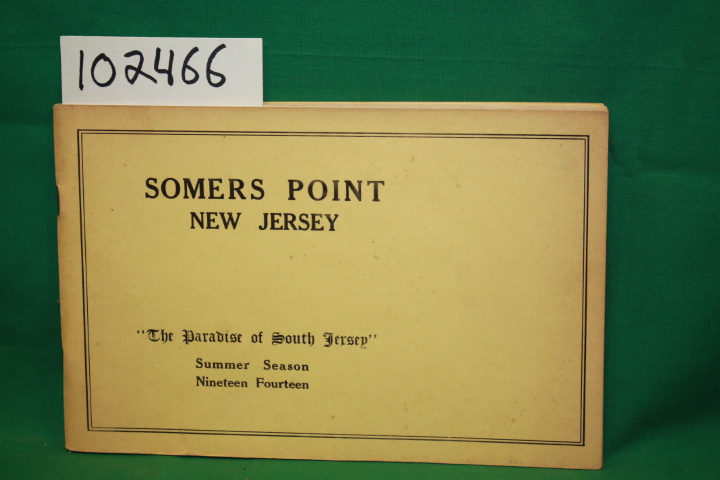 102466
SOMERS POINT
NEW JERSEY
"The Paradise of South Jersey"
Summer Season
Nineteen Fourteen